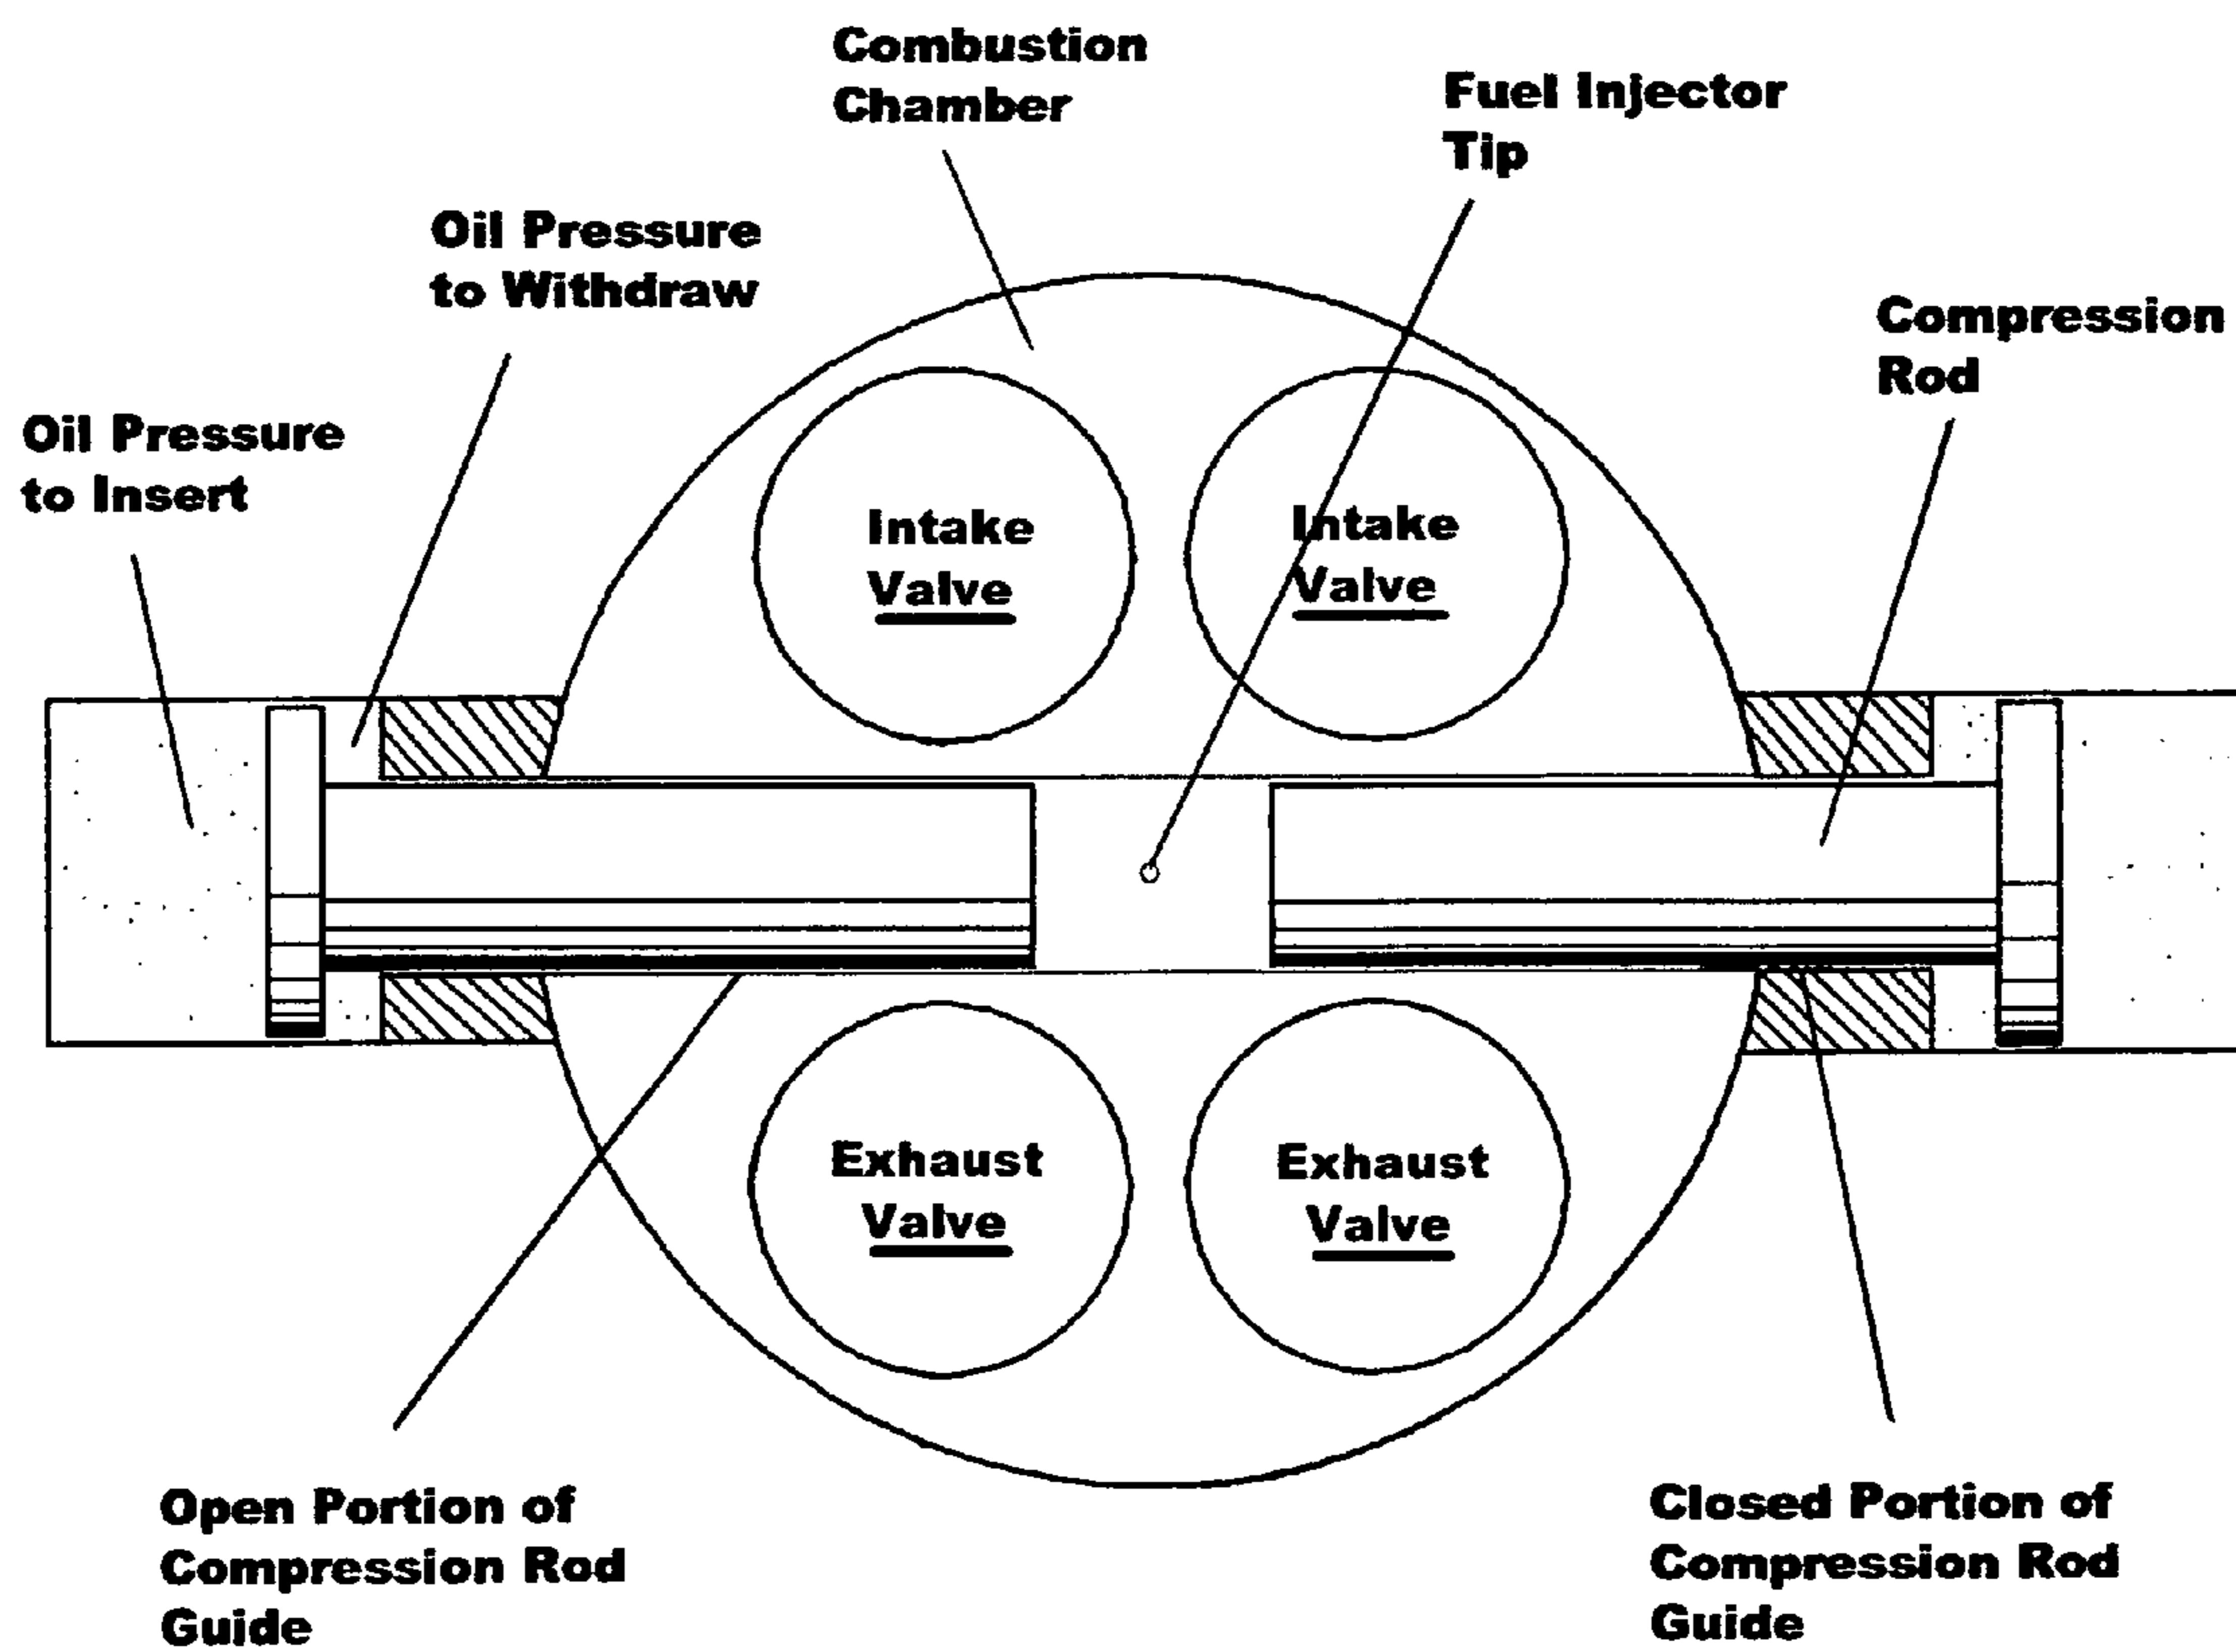 Combustion
Chamber
Fuel Injector
Tip
Oil Pressure
to Withdraw
Compression
Rod
Oil Pressure
to Insert
Intake
Valve
Intake
Valve
Exhaust
Valve
Exhaust
Valve
Open Portion of
Compression Rod
Guide
Closed Portion of
Compression Rod
Guide